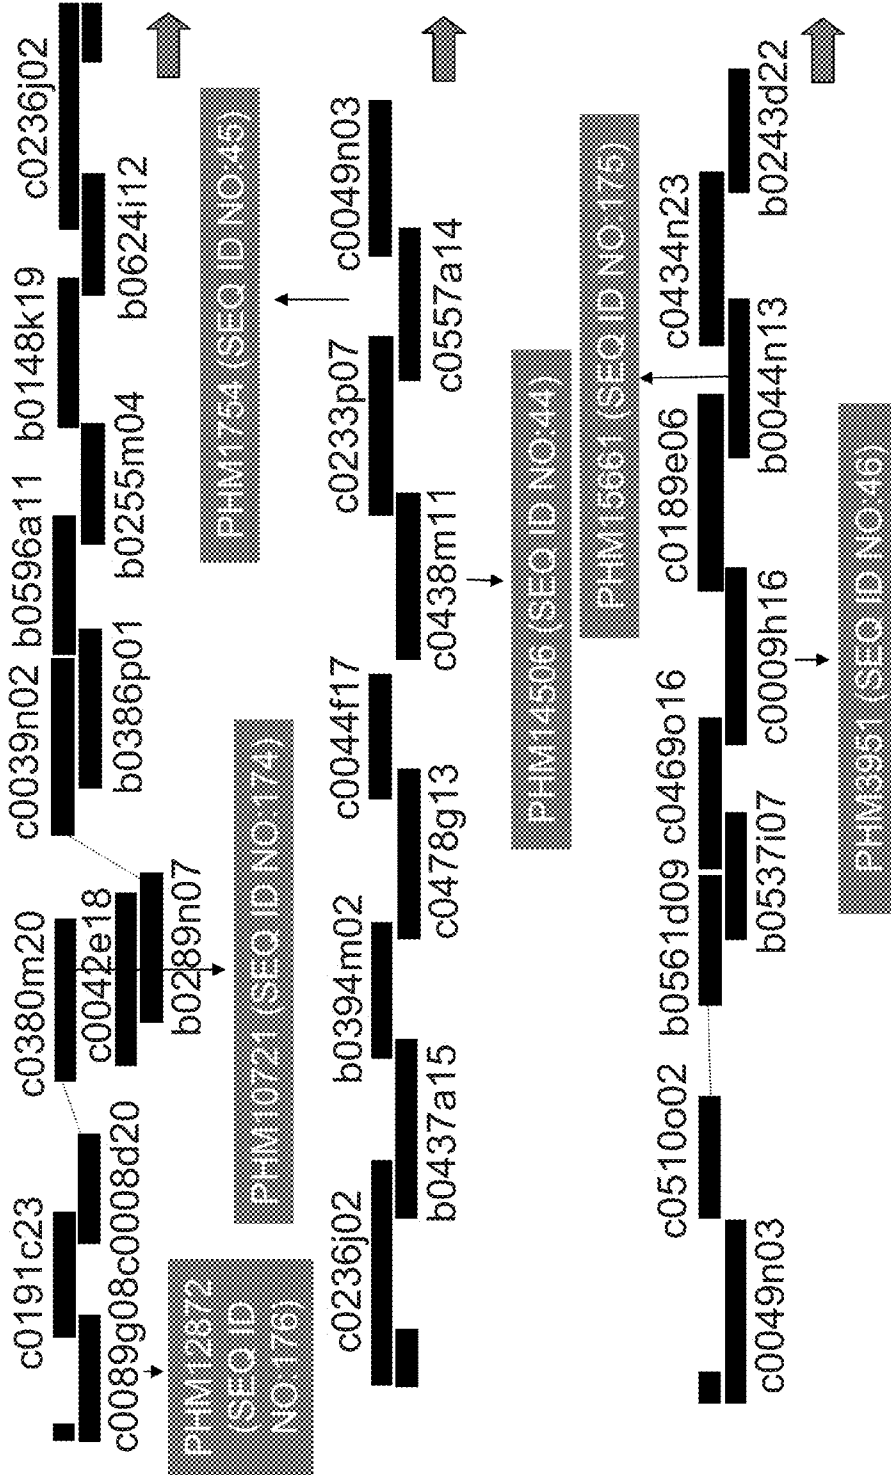 c0191c23
c0380m20
c0039n02
b0596a11
b0148k19
c0236j02
c0089g08c0008d20
c0042e18
b0289n07
b0386p01
b0255m04
b0624i12
PHM12872
(SEQ ID
NO:176)
PHM10721 (SEQ ID NO:174)
PHM1754 (SEQ ID NO:45)
c0236j02
b0394m02
c0044f17
c0233p07
c0049n03
b0437a15
c0478g13
c0438m11
c0557a14
PHM14506 (SEQ ID NO:44)
PHM15661 (SEQ ID NO:175)
c0510o02
b0561d09
c0469o16
c0189e06
c0434n23
c0049n03
b0537i07
c0009h16
b0044n13
b0243d22
PHM3951 (SEQ ID NO:46)